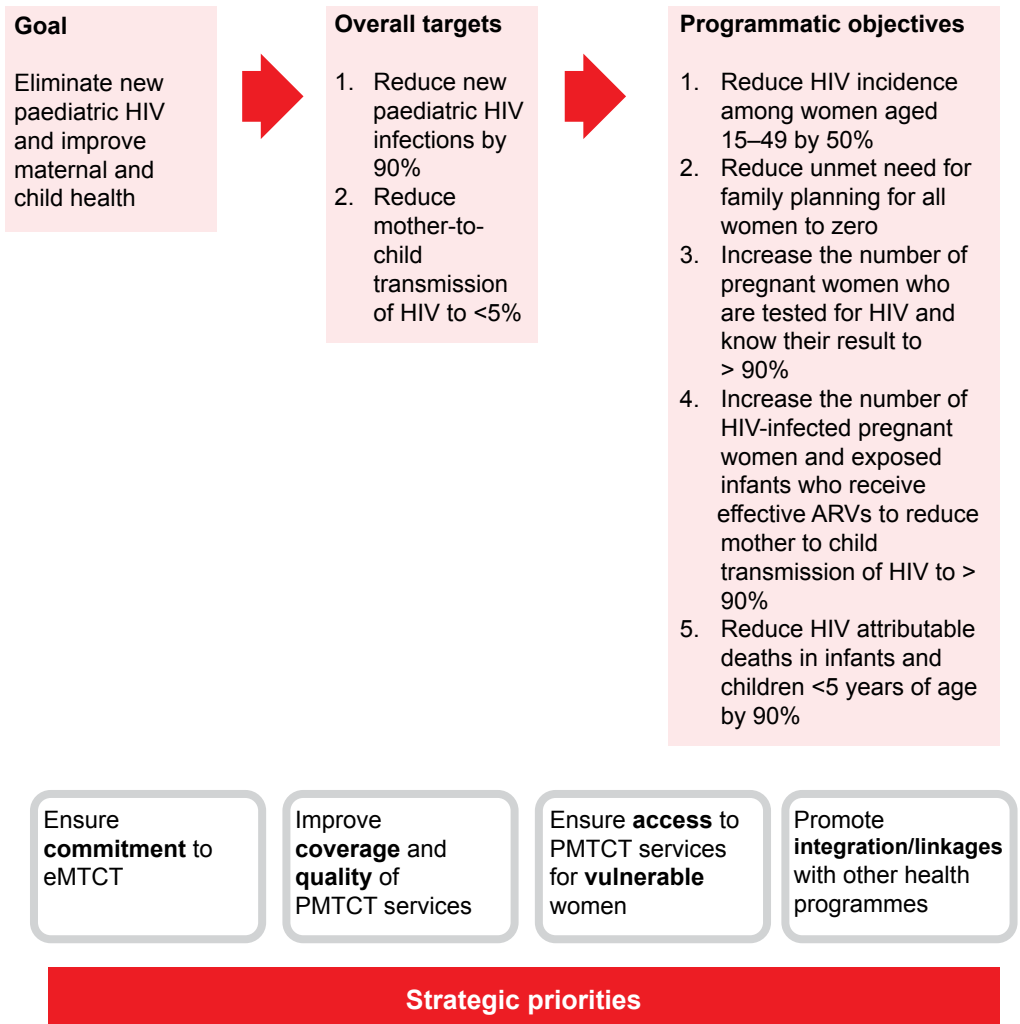 Goal
Eliminate new
paediatric HIV
and improve
maternal and
child health
Overall targets
1. Reduce new
paediatric HIV
infections by
90%
2. Reduce
mother-to-
child
transmission
of HIV to <5%
Programmatic objectives
1. Reduce HIV incidence
among women aged
15–49 by 50%
2. Reduce unmet need for
family planning for all
women to zero
3. Increase the number of
pregnant women who
are tested for HIV and
know their result to
> 90%
4. Increase the number of
HIV-infected pregnant
women and exposed
infants who receive
effective ARVs to reduce
mother to child
transmission of HIV to >
90%
5. Reduce HIV attributable
deaths in infants and
children <5 years of age
by 90%
Ensure
commitment to
eMTCT
Improve
coverage and
quality of
PMTCT services
Ensure access to
PMTCT services
for vulnerable
women
Promote
integration/linkages
with other health
programmes
Strategic priorities